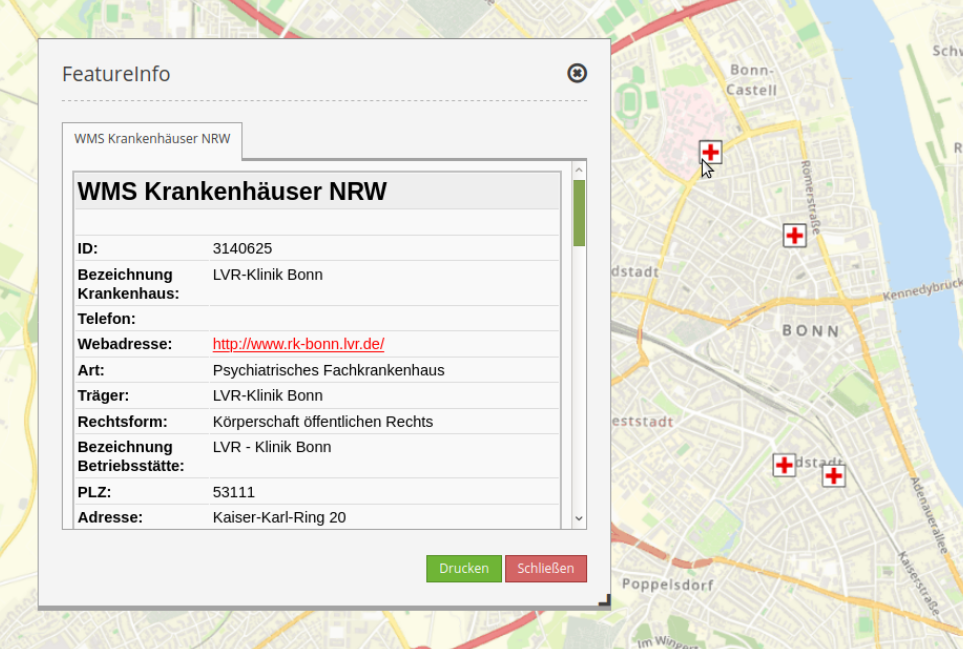 FeatureInfo
WMS Krankenhäuser NRW
WMS Krankenhäuser NRW
ID: 3140625
Bezeichnung
Krankenhaus: LVR-Klinik Bonn
Telefon:
Webadresse: http://www.rk-bonn.lvr.de/
Art: Psychiatrisches Fachkrankenhaus
Träger: LVR-Klinik Bonn
Rechtsform: Körperschaft öffentlichen Rechts
Bezeichnung
Betriebsstätte: LVR - Klinik Bonn
PLZ: 53111
Adresse: Kaiser-Karl-Ring 20
Drucken Schließen
Bonn-
Castell
Römerstraße
dstadt
Kennedybruck
BONN
eststadt
dstadt
Adenauerallee
Kaiserstraße
Poppelsdorf
Im Winger
Schw
R